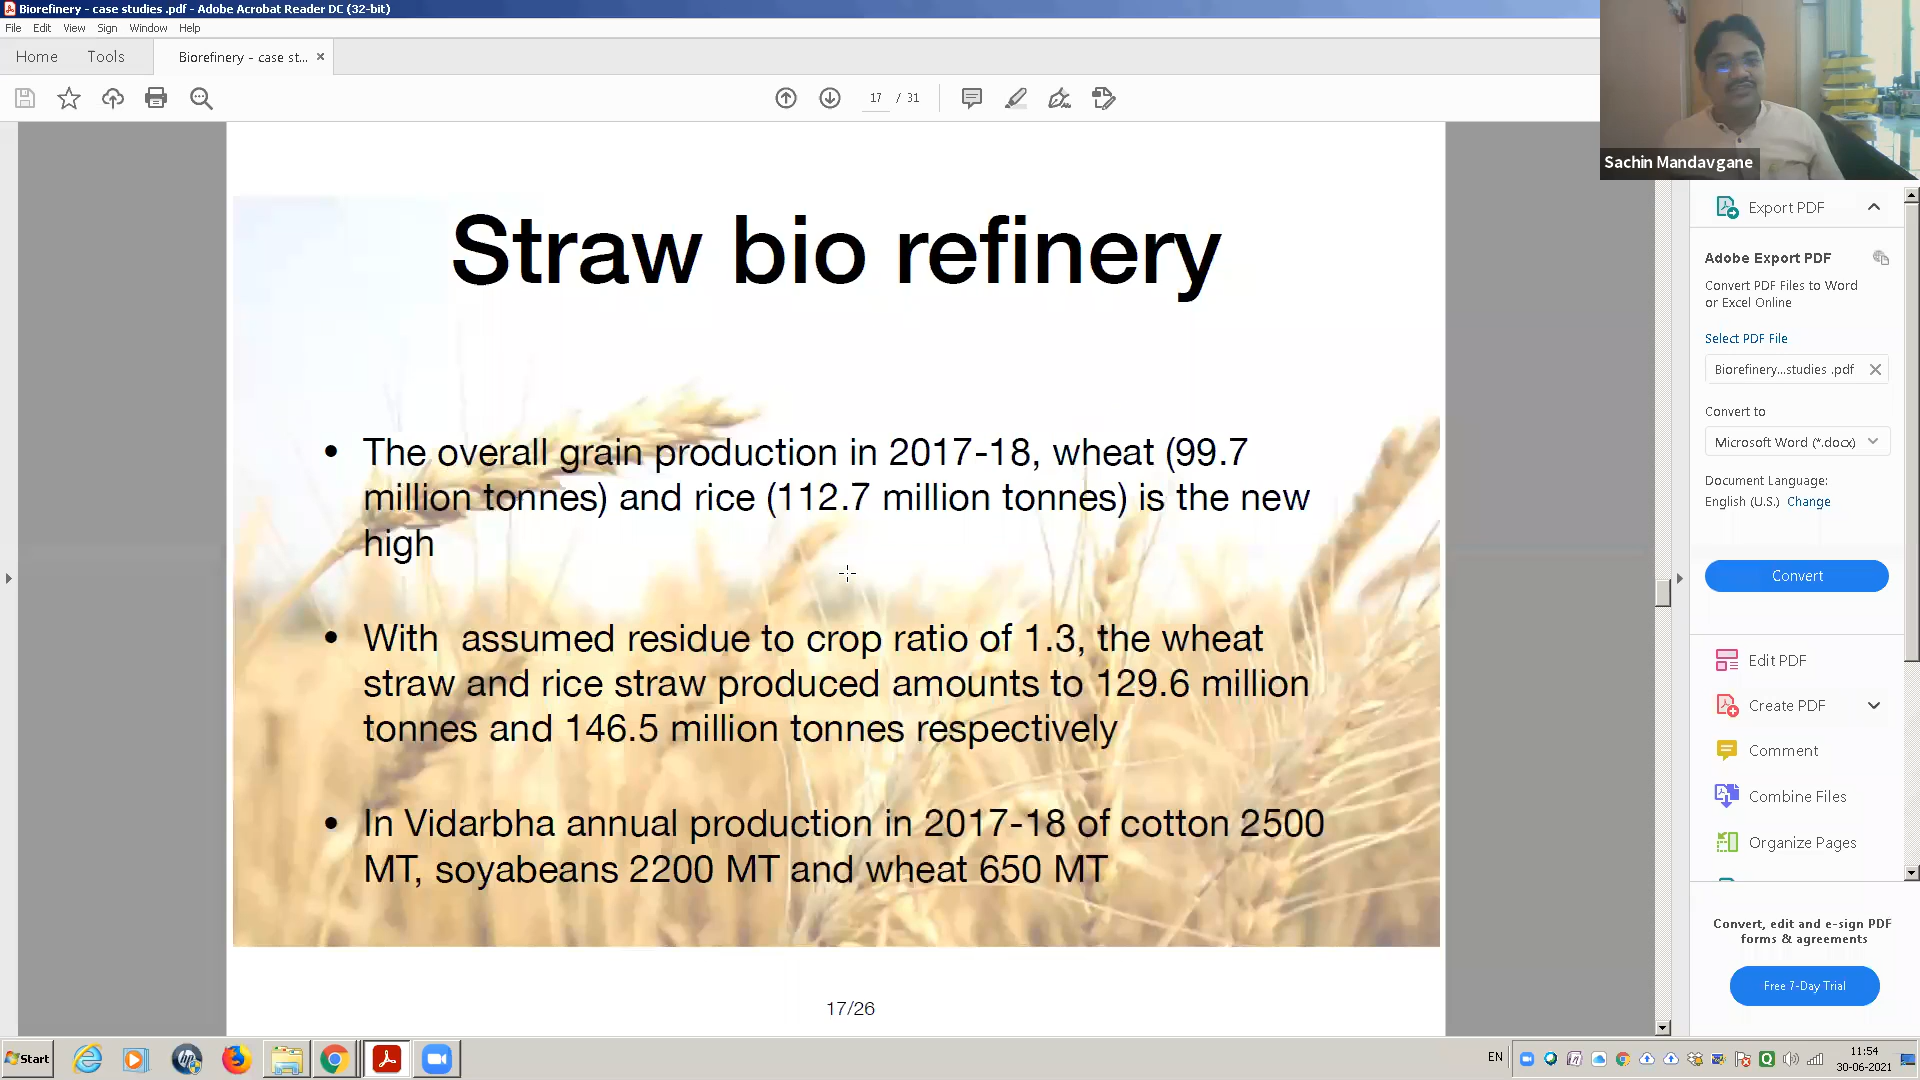 Biorefinery - case studies .pdf - Adobe Acrobat Reader DC (32-bit)
File Edit View Sign Window Help
Home Tools Biorefinery - case st... ×
17 / 31
Sachin Mandavgane
Straw bio refinery
• The overall grain production in 2017-18, wheat (99.7
million tonnes) and rice (112.7 million tonnes) is the new
high
• With assumed residue to crop ratio of 1.3, the wheat
straw and rice straw produced amounts to 129.6 million
tonnes and 146.5 million tonnes respectively
• In Vidarbha annual production in 2017-18 of cotton 2500
MT, soyabeans 2200 MT and wheat 650 MT
17/26
Export PDF
Adobe Export PDF
Convert PDF Files to Word
or Excel Online
Select PDF File
Biorefinery...studies .pdf
Convert to
Microsoft Word (*.docx)
Document Language:
English (U.S.) Change
Convert
Edit PDF
Create PDF
Comment
Combine Files
Organize Pages
Convert, edit and e-sign PDF
forms & agreements
Free 7-Day Trial
Start
EN
11:54
30-06-2021